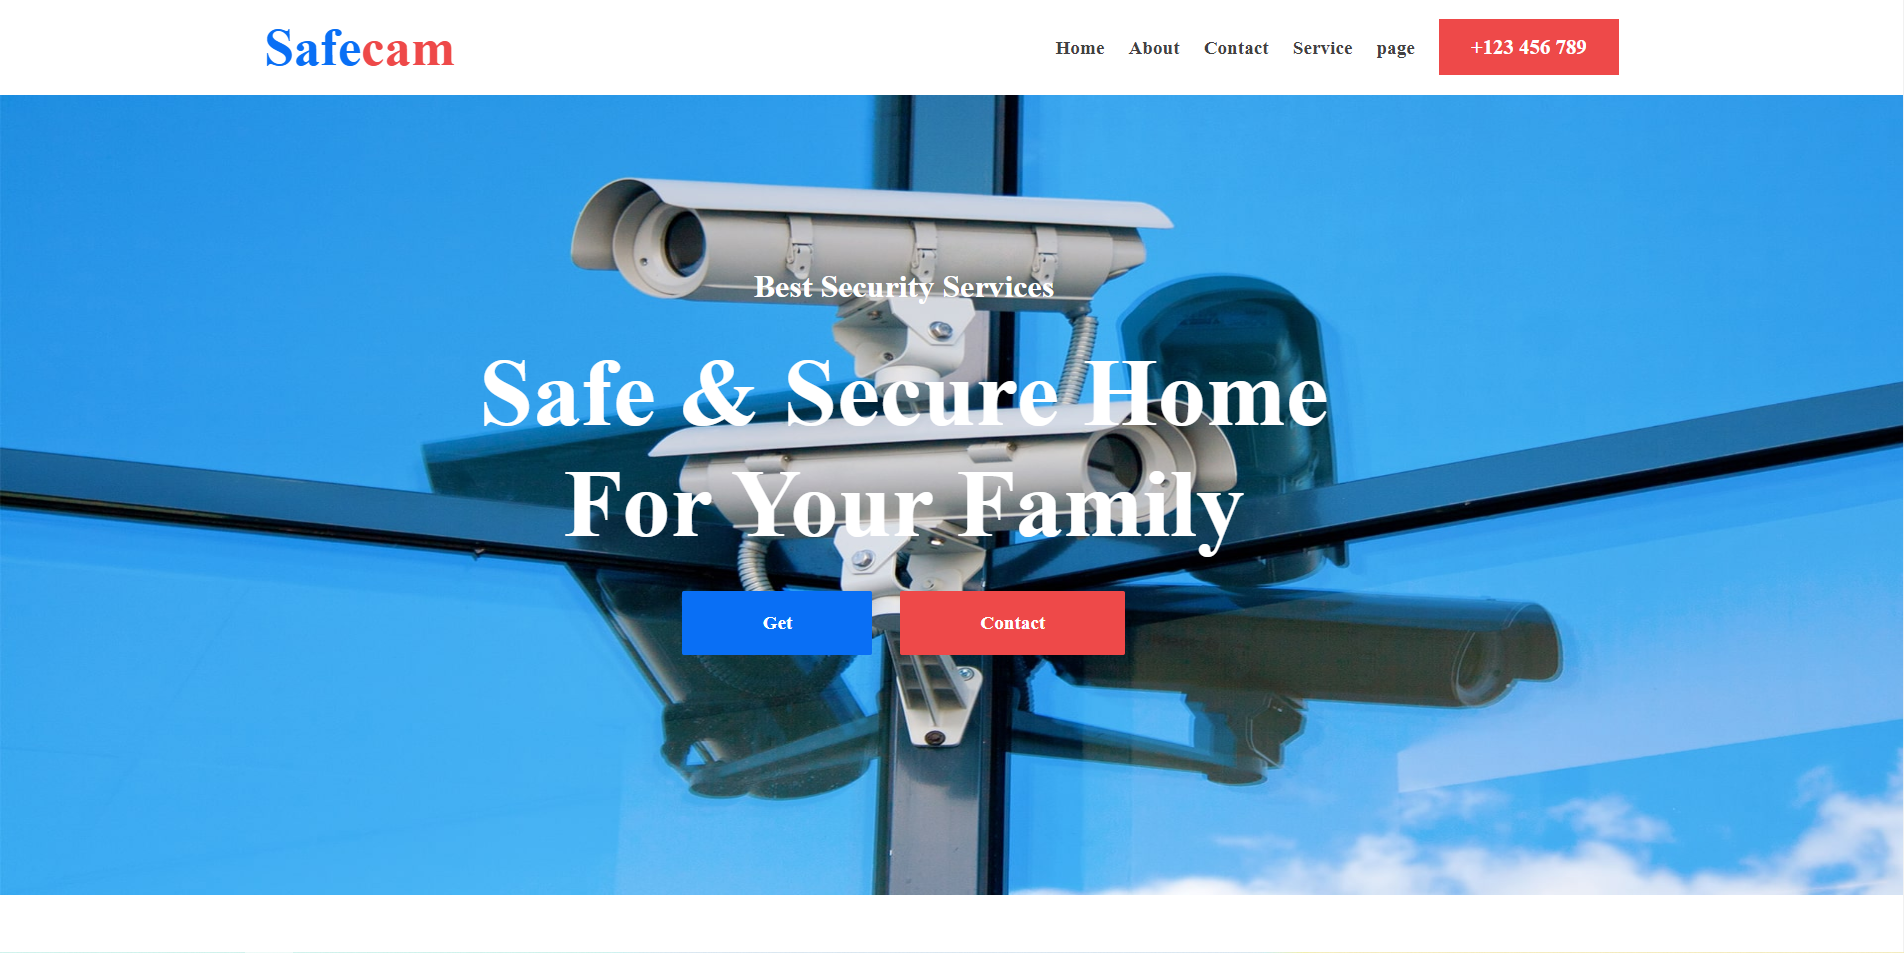 Safecam
Home About Contact Service page +123 456 789
Best Security Services
Safe & Secure Home
For Your Family
Get Contact